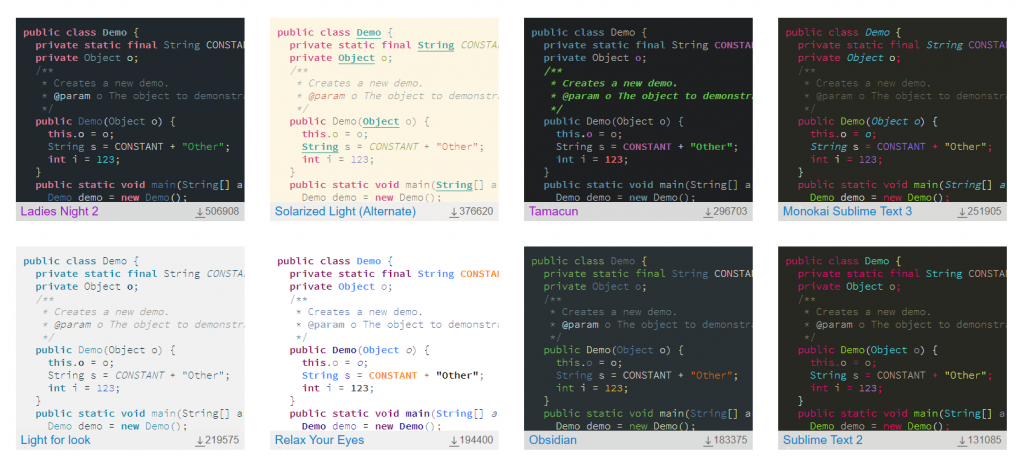 public class Demo {
private static final String CONSTA
private Object o;
/**
* Creates a new demo.
* @param o The object to demonstr
*/
public Demo(Object o) {
this.o = o;
String s = CONSTANT + "Other";
int i = 123;
}
public static void main(String[] a
Demo demo = new Demo();
Ladies Night 2
506908
public class Demo {
private static final String CONSTA
private Object o;
/**
* Creates a new demo.
* @param o The object to demonstra
*/
public Demo(Object o) {
this.o = o;
String s = CONSTANT + "Other";
int i = 123;
}
public static void main(String[] a
Demo demo = new Demo();
Solarized Light (Alternate)
376620
public class Demo {
private static final String CONSTAN
private Object o;
/**
* Creates a new demo.
* @param o The object to demonstra
*/
public Demo(Object o) {
this.o = o;
String s = CONSTANT + "Other";
int i = 123;
}
public static void main(String[] a
Demo demo = new Demo();
Tamacun
296703
public class Demo {
private static final String CONSTAN
private Object o;
/**
* Creates a new demo.
* @param o The object to demonstra
*/
public Demo(Object o) {
this.o = o;
String s = CONSTANT + "Other";
int i = 123;
}
public static void main(String[] a
Demo demo = new Demo();
Monokai Sublime Text 3
251905
public class Demo {
private static final String CONSTA
private Object o;
/**
* Creates a new demo.
* @param o The object to demonstra
*/
public Demo(Object o) {
this.o = o;
String s = CONSTANT + "Other";
int i = 123;
}
public static void main(String[] a
Demo demo = new Demo();
Light for look
219575
public class Demo {
private static final String CONSTAN
private Object o;
/**
* Creates a new demo.
* @param o The object to demonstra
*/
public Demo(Object o) {
this.o = o;
String s = CONSTANT + "Other";
int i = 123;
}
public static void main(String[] a
Demo demo = new Demo();
Relax Your Eyes
194400
public class Demo {
private static final String CONSTAN
private Object o;
/**
* Creates a new demo.
* @param o The object to demonstra
*/
public Demo(Object o) {
this.o = o;
String s = CONSTANT + "Other";
int i = 123;
}
public static void main(String[] a
Demo demo = new Demo();
Obsidian
183375
public class Demo {
private static final String CONSTAN
private Object o;
/**
* Creates a new demo.
* @param o The object to demonstra
*/
public Demo(Object o) {
this.o = o;
String s = CONSTANT + "Other";
int i = 123;
}
public static void main(String[] a
Demo demo = new Demo();
Sublime Text 2
131085